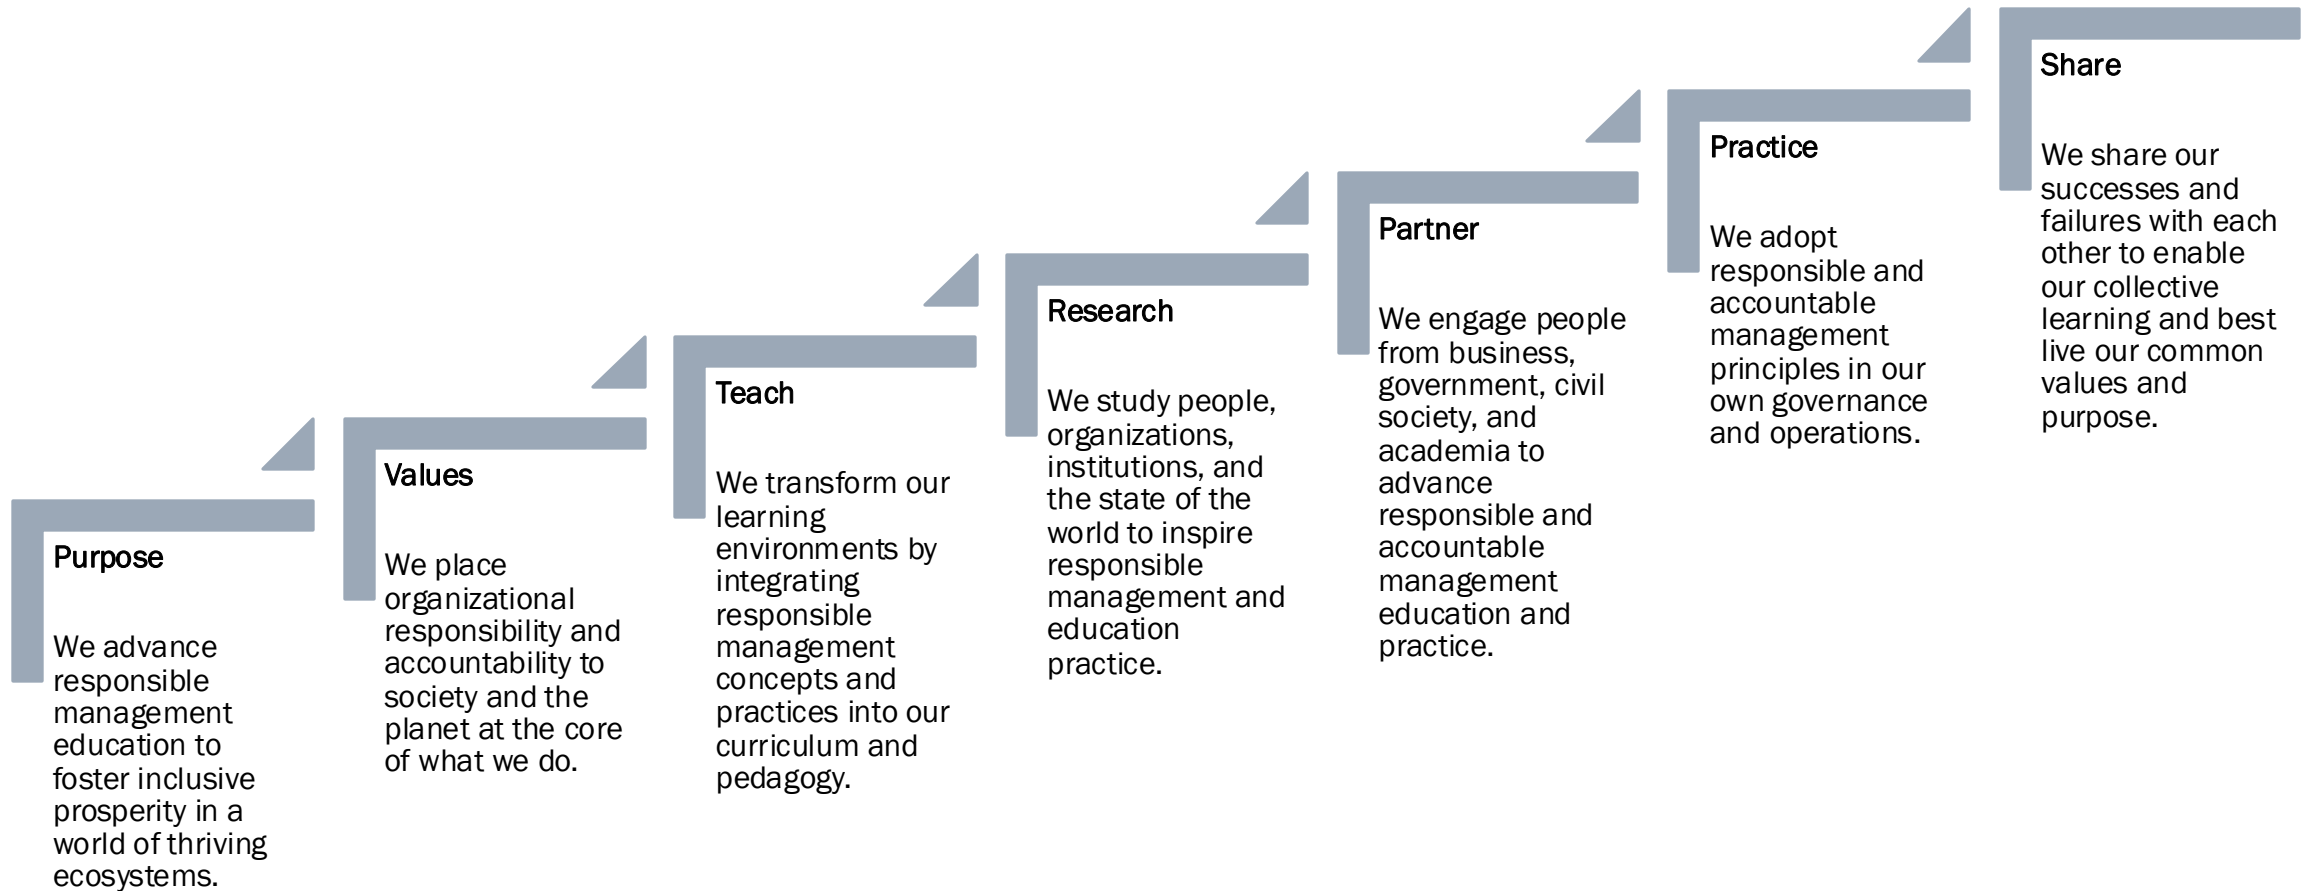 Purpose
We advance
responsible
management
education to
foster inclusive
prosperity in a
world of thriving
ecosystems.
Values
We place
organizational
responsibility and
accountability to
society and the
planet at the core
of what we do.
Teach
We transform our
learning
environments by
integrating
responsible
management
concepts and
practices into our
curriculum and
pedagogy.
Research
We study people,
organizations,
institutions, and
the state of the
world to inspire
responsible
management and
education
practice.
Partner
We engage people
from business,
government, civil
society, and
academia to
advance
responsible and
accountable
management
education and
practice.
Practice
We adopt
responsible and
accountable
management
principles in our
own governance
and operations.
Share
We share our
successes and
failures with each
other to enable
our collective
learning and best
live our common
values and
purpose.